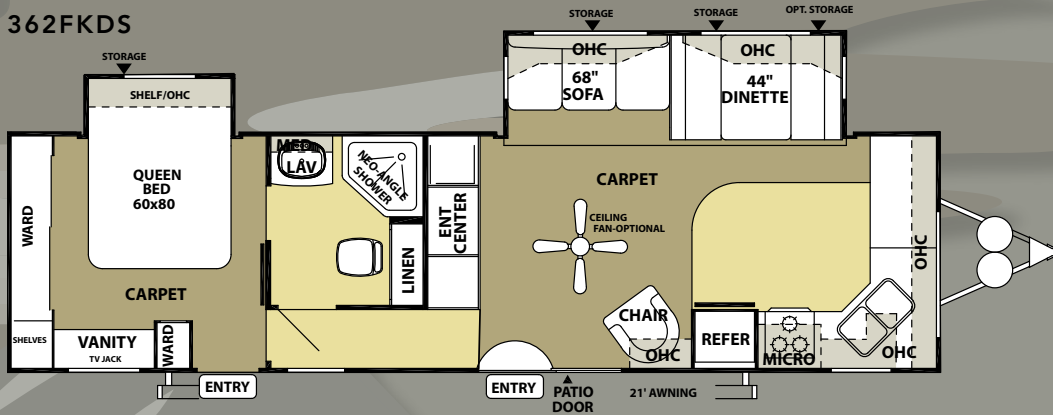 362FKDS
STORAGE
STORAGE
STORAGE
OPT. STORAGE
SHELF/OHC
OHC
68"
SOFA
OHC
44"
DINETTE
QUEEN
BED
60x80
MED
LAV
NEO-ANGLE
SHOWER
WARD
ENT
CENTER
LINEN
CARPET
CEILING
FAN-OPTIONAL
OHC
CARPET
CHAIR
OHC
REFER
MICRO
OHC
SHELVES
VANITY
TV JACK
WARD
ENTRY
ENTRY
PATIO
DOOR
21' AWNING